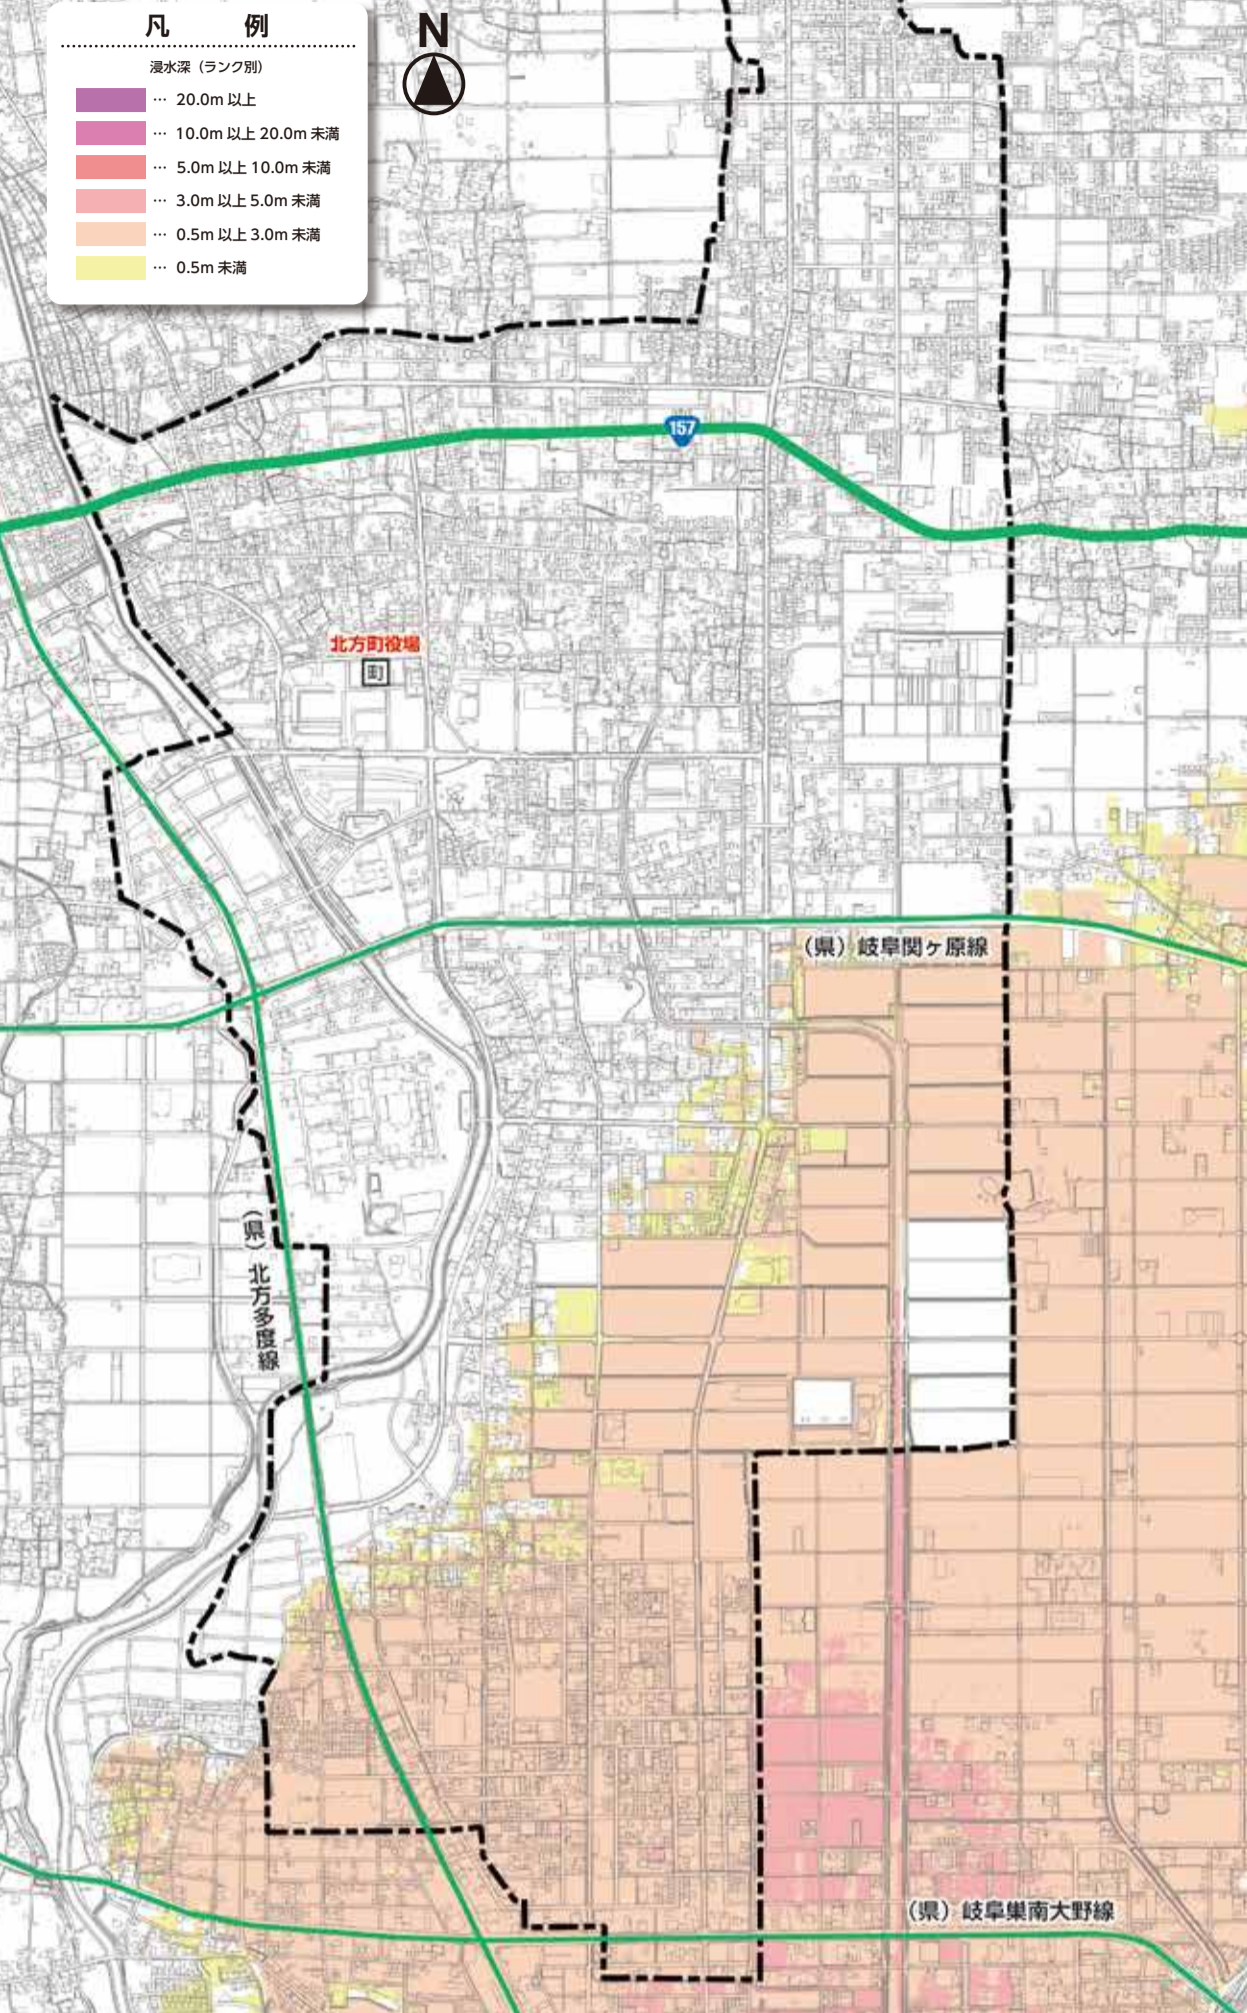 凡 例
浸水深（ランク別）
… 20.0m 以上
… 10.0m 以上 20.0m 未満
… 5.0m 以上 10.0m 未満
… 3.0m 以上 5.0m 未満
… 0.5m 以上 3.0m 未満
… 0.5m 未満
N
157
北方町役場
町
（県）岐阜関ヶ原線
（県）北方多度線
（県）岐阜巣南大野線